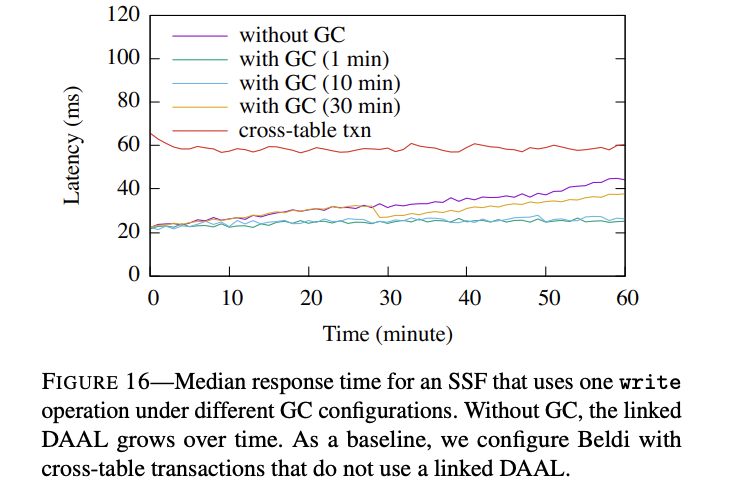 120
100
80
60
40
20
0
Latency (ms)
without GC
with GC (1 min)
with GC (10 min)
with GC (30 min)
cross-table txn
0 10 20 30 40 50 60
Time (minute)
FIGURE 16—Median response time for an SSF that uses one write
operation under different GC configurations. Without GC, the linked
DAAL grows over time. As a baseline, we configure Beldi with
cross-table transactions that do not use a linked DAAL.